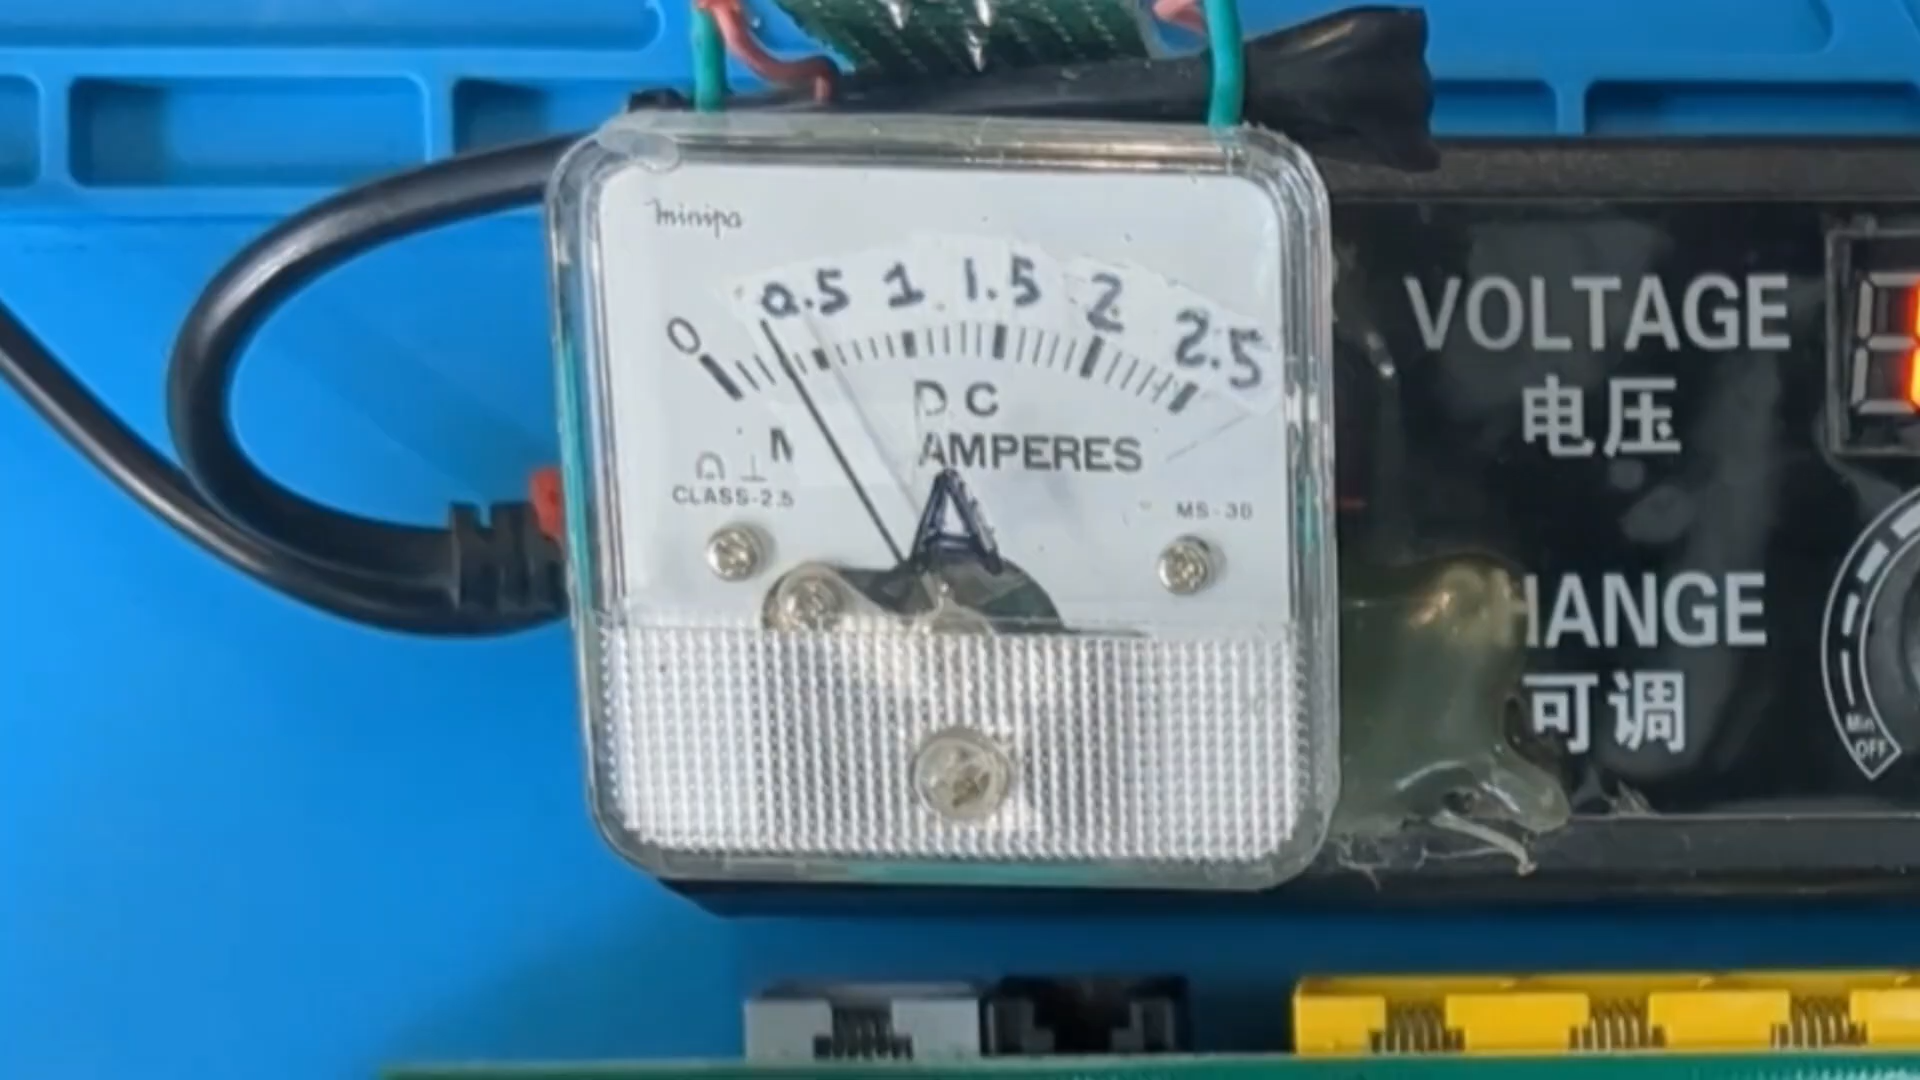 minipa
0 0.5 1 1.5 2 2.5
DC
M AMPERES
A
CLASS-2.5
MS-30
VOLTAGE
电压
HANGE
可调
Min
OFF